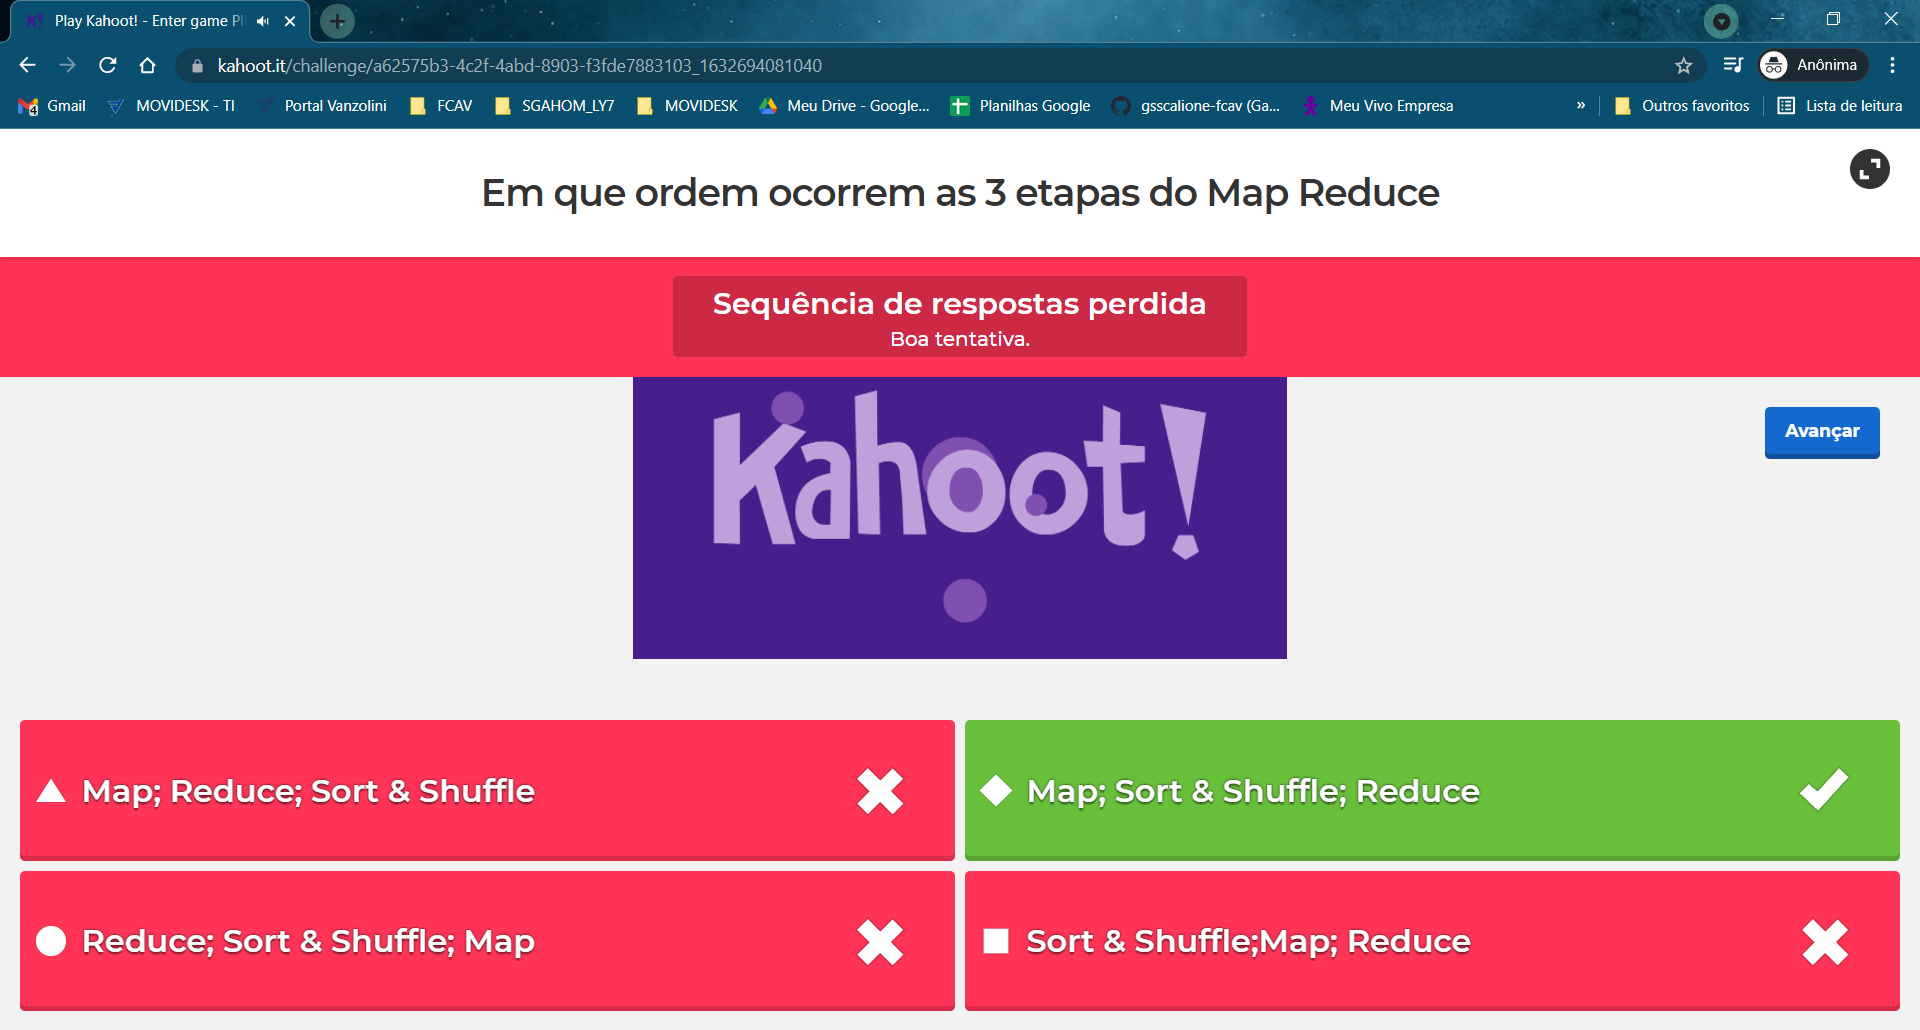 Play Kahoot! - Enter game
kahoot.it/challenge/a62575b3-4c2f-4abd-8903-f3fde7883103_1632694081040
Anônima
4 Gmail MOVIDESK - TI Portal Vanzolini FCAV SGAHOM_LY7 MOVIDESK Meu Drive - Google... Planilhas Google gsscalione-fcav (Ga... Meu Vivo Empresa » Outros favoritos Lista de leitura
Em que ordem ocorrem as 3 etapas do Map Reduce
Sequência de respostas perdida
Boa tentativa.
Kahoot!
Avançar
Map; Reduce; Sort & Shuffle
Map; Sort & Shuffle; Reduce
Reduce; Sort & Shuffle; Map
Sort & Shuffle;Map; Reduce